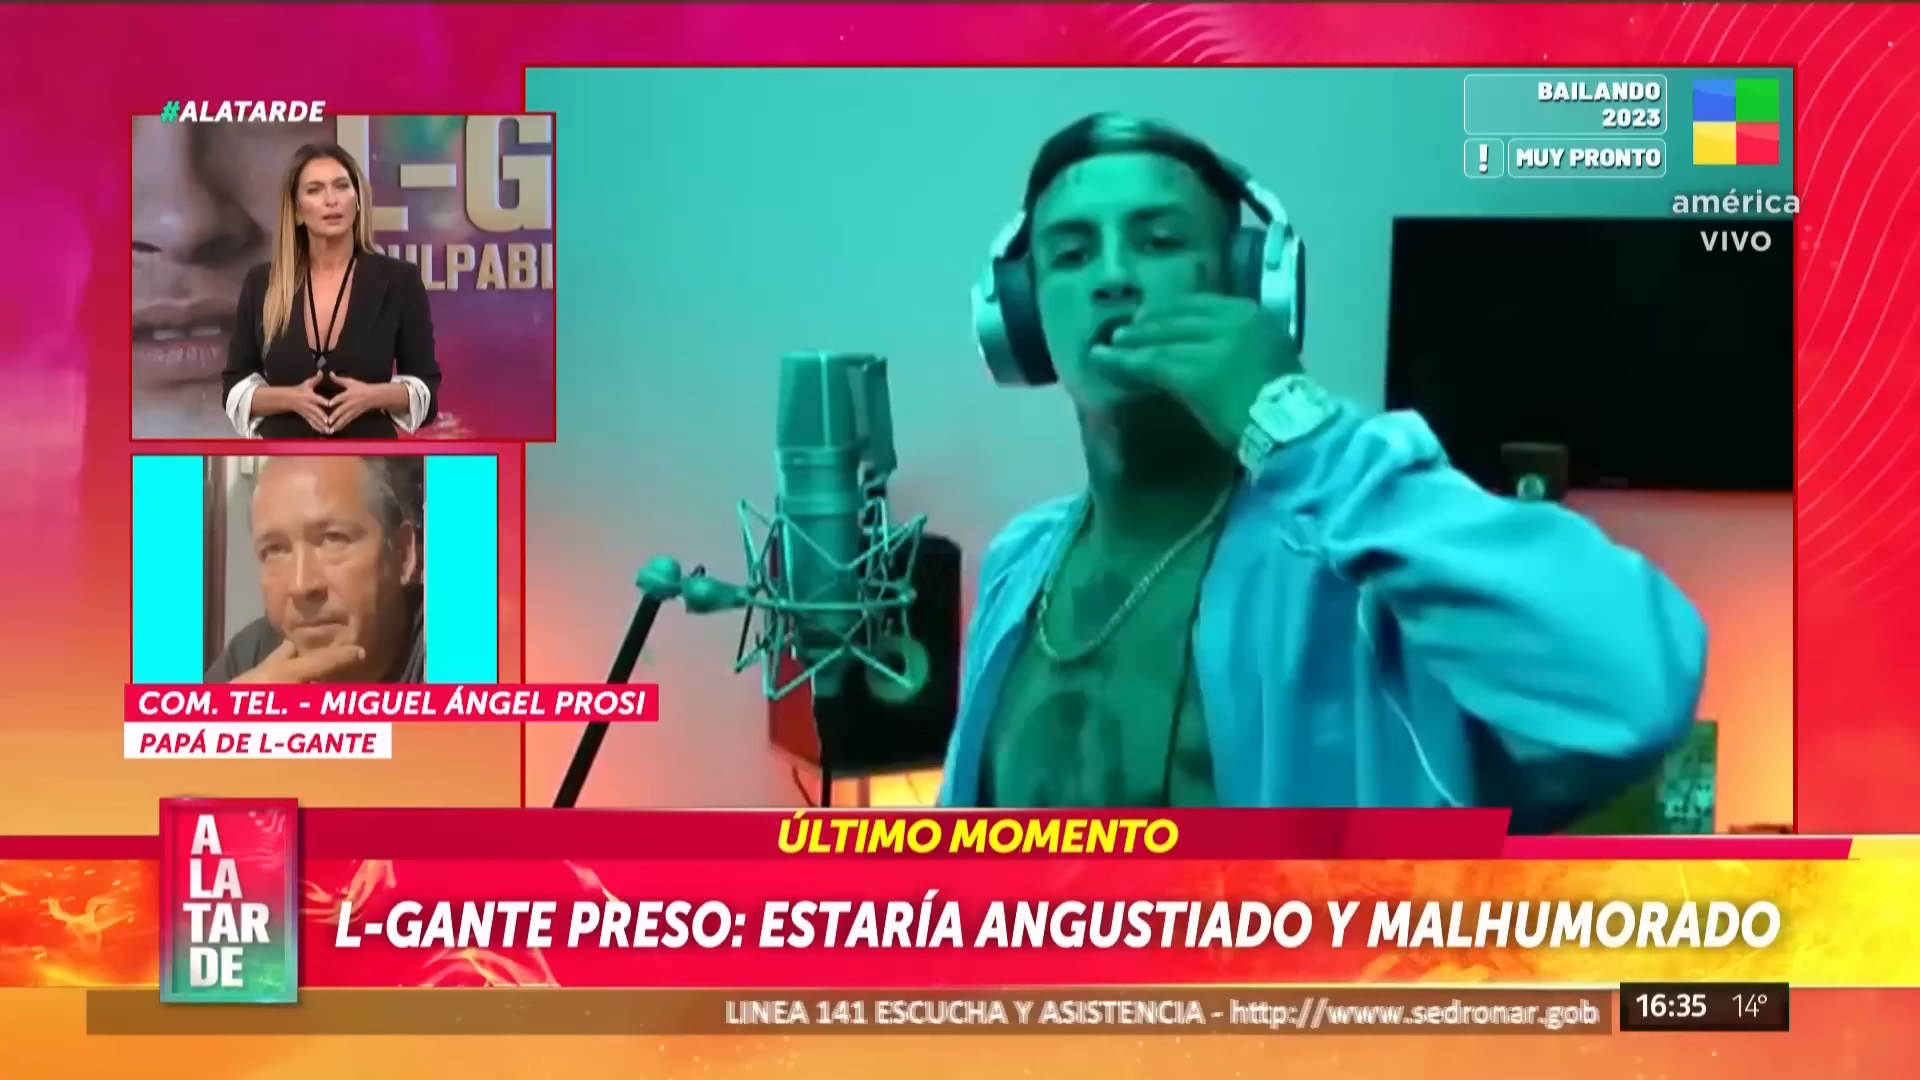 #ALATARDE
L-G
ULPABL
BAILANDO
2023
! MUY PRONTO
américa
VIVO
COM. TEL. - MIGUEL ÁNGEL PROSI
PAPÁ DE L-GANTE
A
LA
TAR
DE
ÚLTIMO MOMENTO
L-GANTE PRESO: ESTARÍA ANGUSTIADO Y MALHUMORADO
LINEA 141 ESCUCHA Y ASISTENCIA - http://www.sedronar.gob
16:35 14°